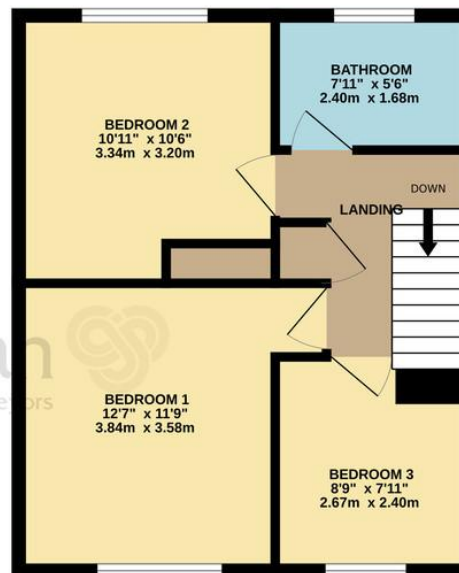 BATHROOM
7'11" x 5'6"
2.40m x 1.68m
BEDROOM 2
10'11" x 10'6"
3.34m x 3.20m
DOWN
LANDING
BEDROOM 1
12'7" x 11'9"
3.84m x 3.58m
BEDROOM 3
8'9" x 7'11"
2.67m x 2.40m